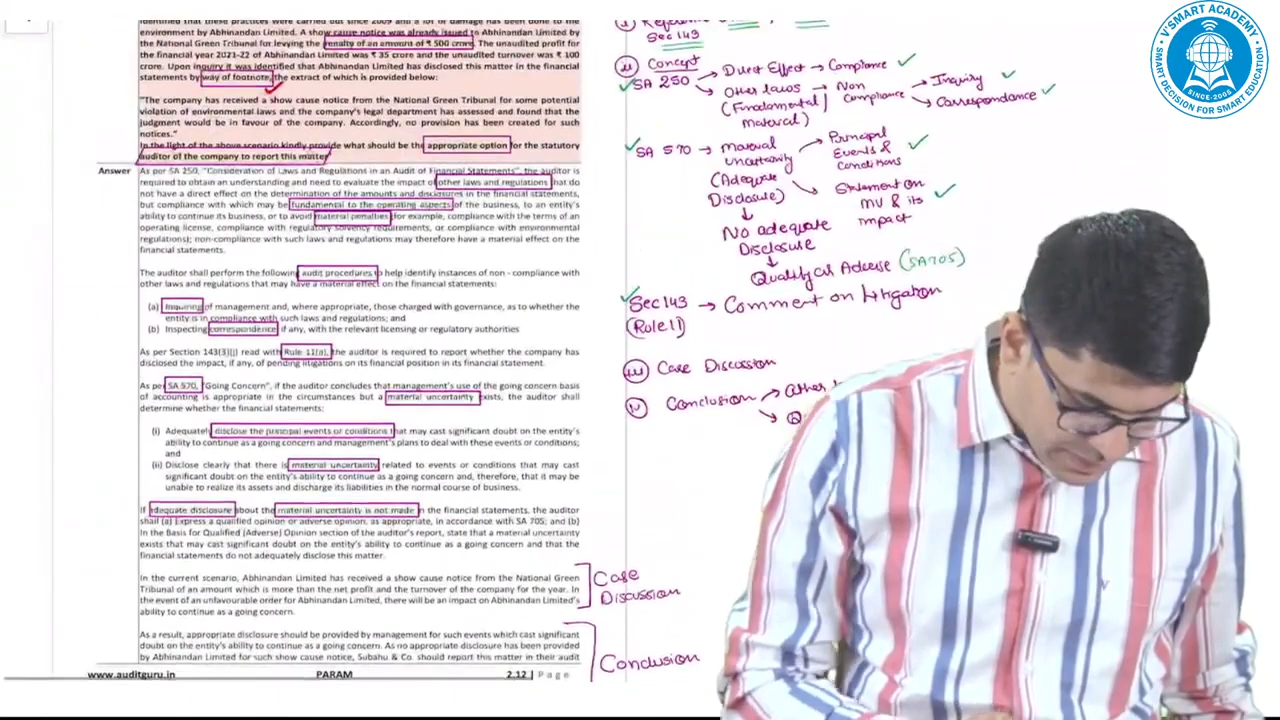 identified that these practices were carried out since 2009 and a lot of damage has been done to the
environment by Abhinandan Limited. A show cause notice was already issued to Abhinandan Limited by
the National Green Tribunal for levying the penalty of an amount of ₹ 500 crore. The unaudited profit for
the financial year 2021-22 of Abhinandan Limited was ₹ 35 crore and the unaudited turnover was ₹ 100
crore. Upon inquiry it was identified that Abhinandan Limited has disclosed this matter in the financial
statements by way of footnote, the extract of which is provided below:
"The company has received a show cause notice from the National Green Tribunal for some potential
violation of environmental laws and the company's legal department has assessed and found that the
judgment would be in favour of the company. Accordingly, no provision has been created for such
notices."
In the light of the above scenario kindly provide what should be the appropriate option for the statutory
auditor of the company to report this matter
Answer
As per SA 250, "Consideration of Laws and Regulations in an Audit of Financial Statements", the auditor is
required to obtain an understanding and need to evaluate the impact of other laws and regulations that do
not have a direct effect on the determination of the amounts and disclosures in the financial statements,
but compliance with which may be fundamental to the operating aspects of the business, to an entity's
ability to continue its business, or to avoid material penalties (for example, compliance with the terms of an
operating license, compliance with regulatory solvency requirements, or compliance with environmental
regulations); non-compliance with such laws and regulations may therefore have a material effect on the
financial statements.
The auditor shall perform the following audit procedures to help identify instances of non - compliance with
other laws and regulations that may have a material effect on the financial statements:
(a) Inquiring of management and, where appropriate, those charged with governance, as to whether the
entity is in compliance with such laws and regulations; and
(b) Inspecting correspondence if any, with the relevant licensing or regulatory authorities
As per Section 143(3)(j) read with Rule 11(a), the auditor is required to report whether the company has
disclosed the impact, if any, of pending litigations on its financial position in its financial statement.
As per SA 570, "Going Concern", if the auditor concludes that management's use of the going concern basis
of accounting is appropriate in the circumstances but a material uncertainty exists, the auditor shall
determine whether the financial statements:
(i) Adequately disclose the principal events or conditions that may cast significant doubt on the entity's
ability to continue as a going concern and management's plans to deal with these events or conditions;
and
(ii) Disclose clearly that there is material uncertainty related to events or conditions that may cast
significant doubt on the entity's ability to continue as a going concern and, therefore, that it may be
unable to realize its assets and discharge its liabilities in the normal course of business.
If adequate disclosure about the material uncertainty is not made in the financial statements, the auditor
shall (a) Express a qualified opinion or adverse opinion, as appropriate, in accordance with SA 705; and (b)
In the Basis for Qualified (Adverse) Opinion section of the auditor's report, state that a material uncertainty
exists that may cast significant doubt on the entity's ability to continue as a going concern and that the
financial statements do not adequately disclose this matter.
In the current scenario, Abhinandan Limited has received a show cause notice from the National Green
Tribunal of an amount which is more than the net profit and the turnover of the company for the year. In
the event of an unfavourable order for Abhinandan Limited, there will be an impact on Abhinandan Limited's
ability to continue as a going concern.
As a result, appropriate disclosure should be provided by management for such events which cast significant
doubt on the entity's ability to continue as a going concern. As no appropriate disclosure has been provided
by Abhinandan Limited for such show cause notice, Subahu & Co. should report this matter in their audit
www.auditguru.in PARAM 2.12 | Page
Case
Discussion
Conclusion
Sec 143
(ii) Concept
SA 250 → Direct Effect → Compliance
→ Other laws → Non Compliance → Inquiry
(Fundamental → Correspondance
material)
SA 570 → Material Uncertainty → Principal Events & Conditions
(Adequate Disclosure) → Statement on MU & its impact
No adequate
Disclosure
Qualify or Adverse (SA 705)
Sec 143 → Comment on Litigation
(Rule 11)
(iii) Case Discussion
(iv) Conclusion → Other
VSMART ACADEMY
SINCE-2005
SMART DECISION FOR SMART EDUCATION